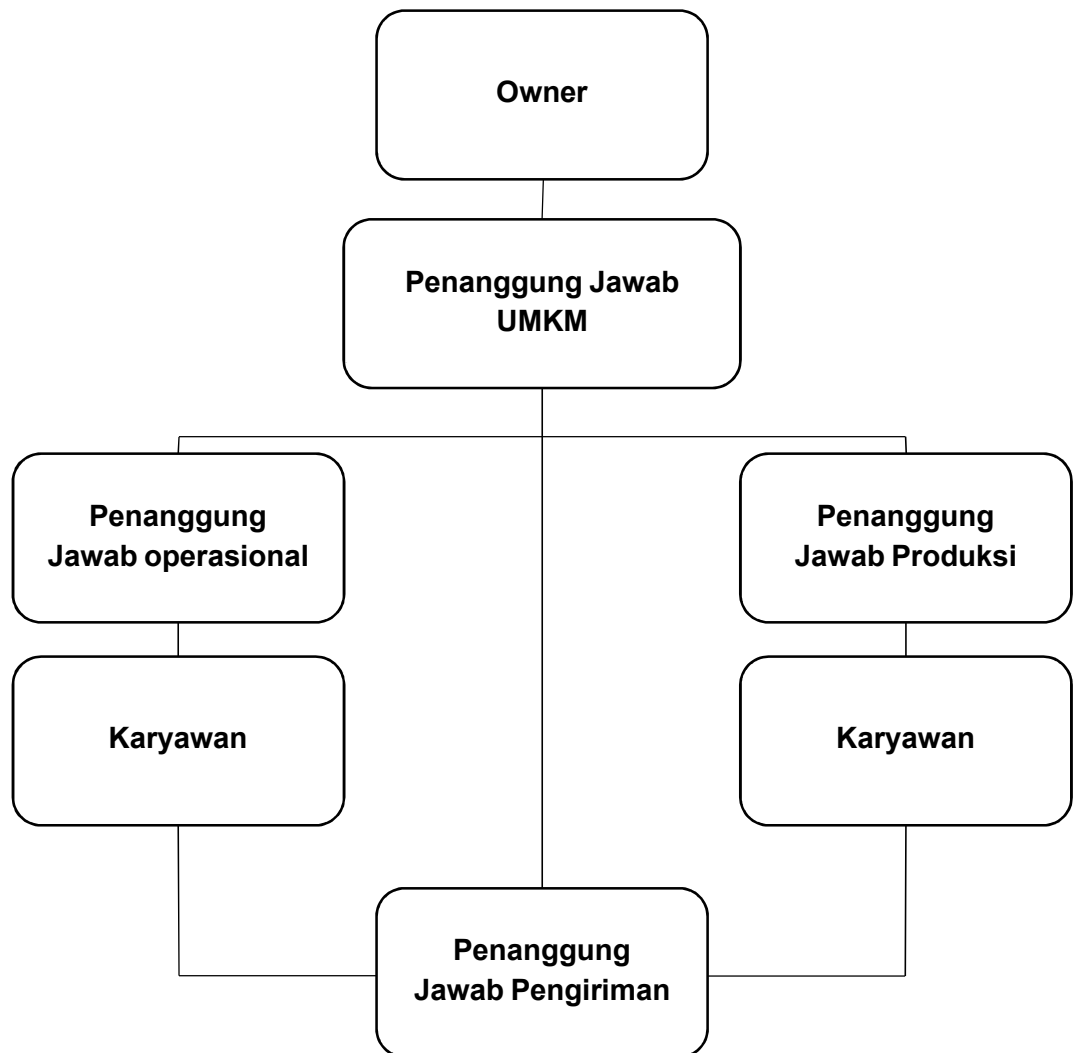 Owner
Penanggung Jawab
UMKM
Penanggung
Jawab operasional
Penanggung
Jawab Produksi
Karyawan
Karyawan
Penanggung
Jawab Pengiriman